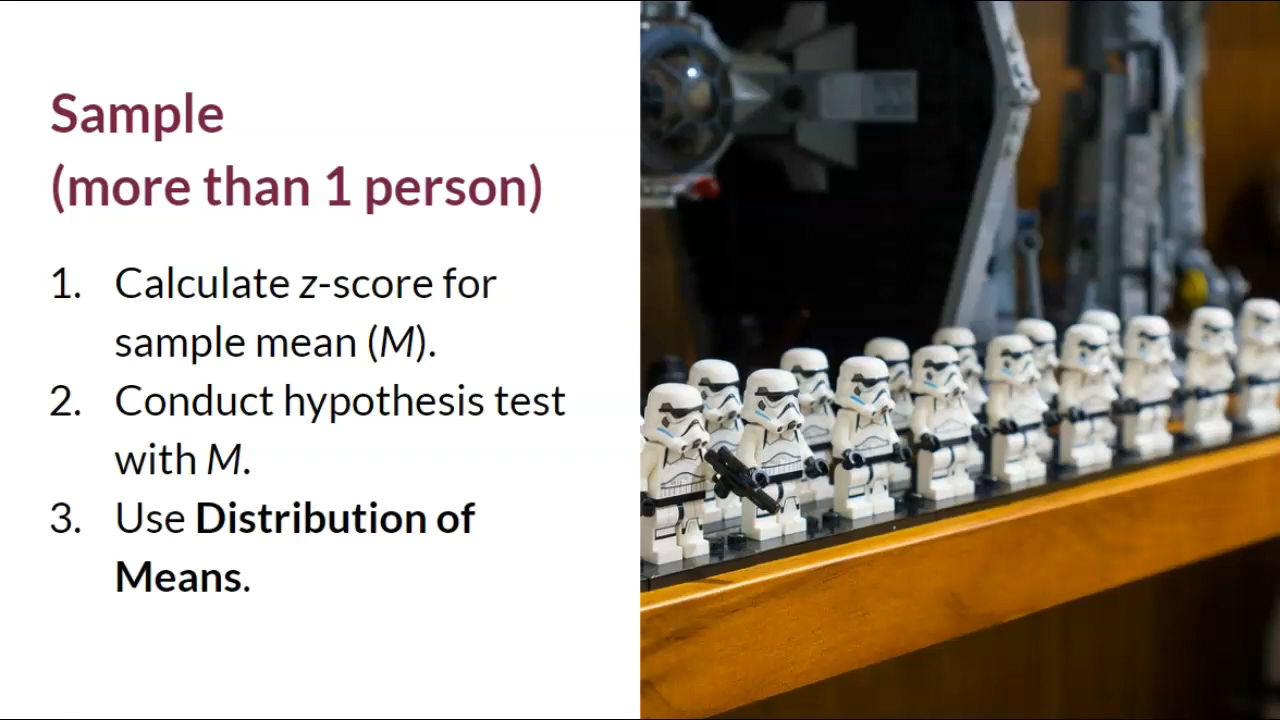 Sample
(more than 1 person)
1. Calculate z-score for
sample mean (M).
2. Conduct hypothesis test
with M.
3. Use Distribution of
Means.